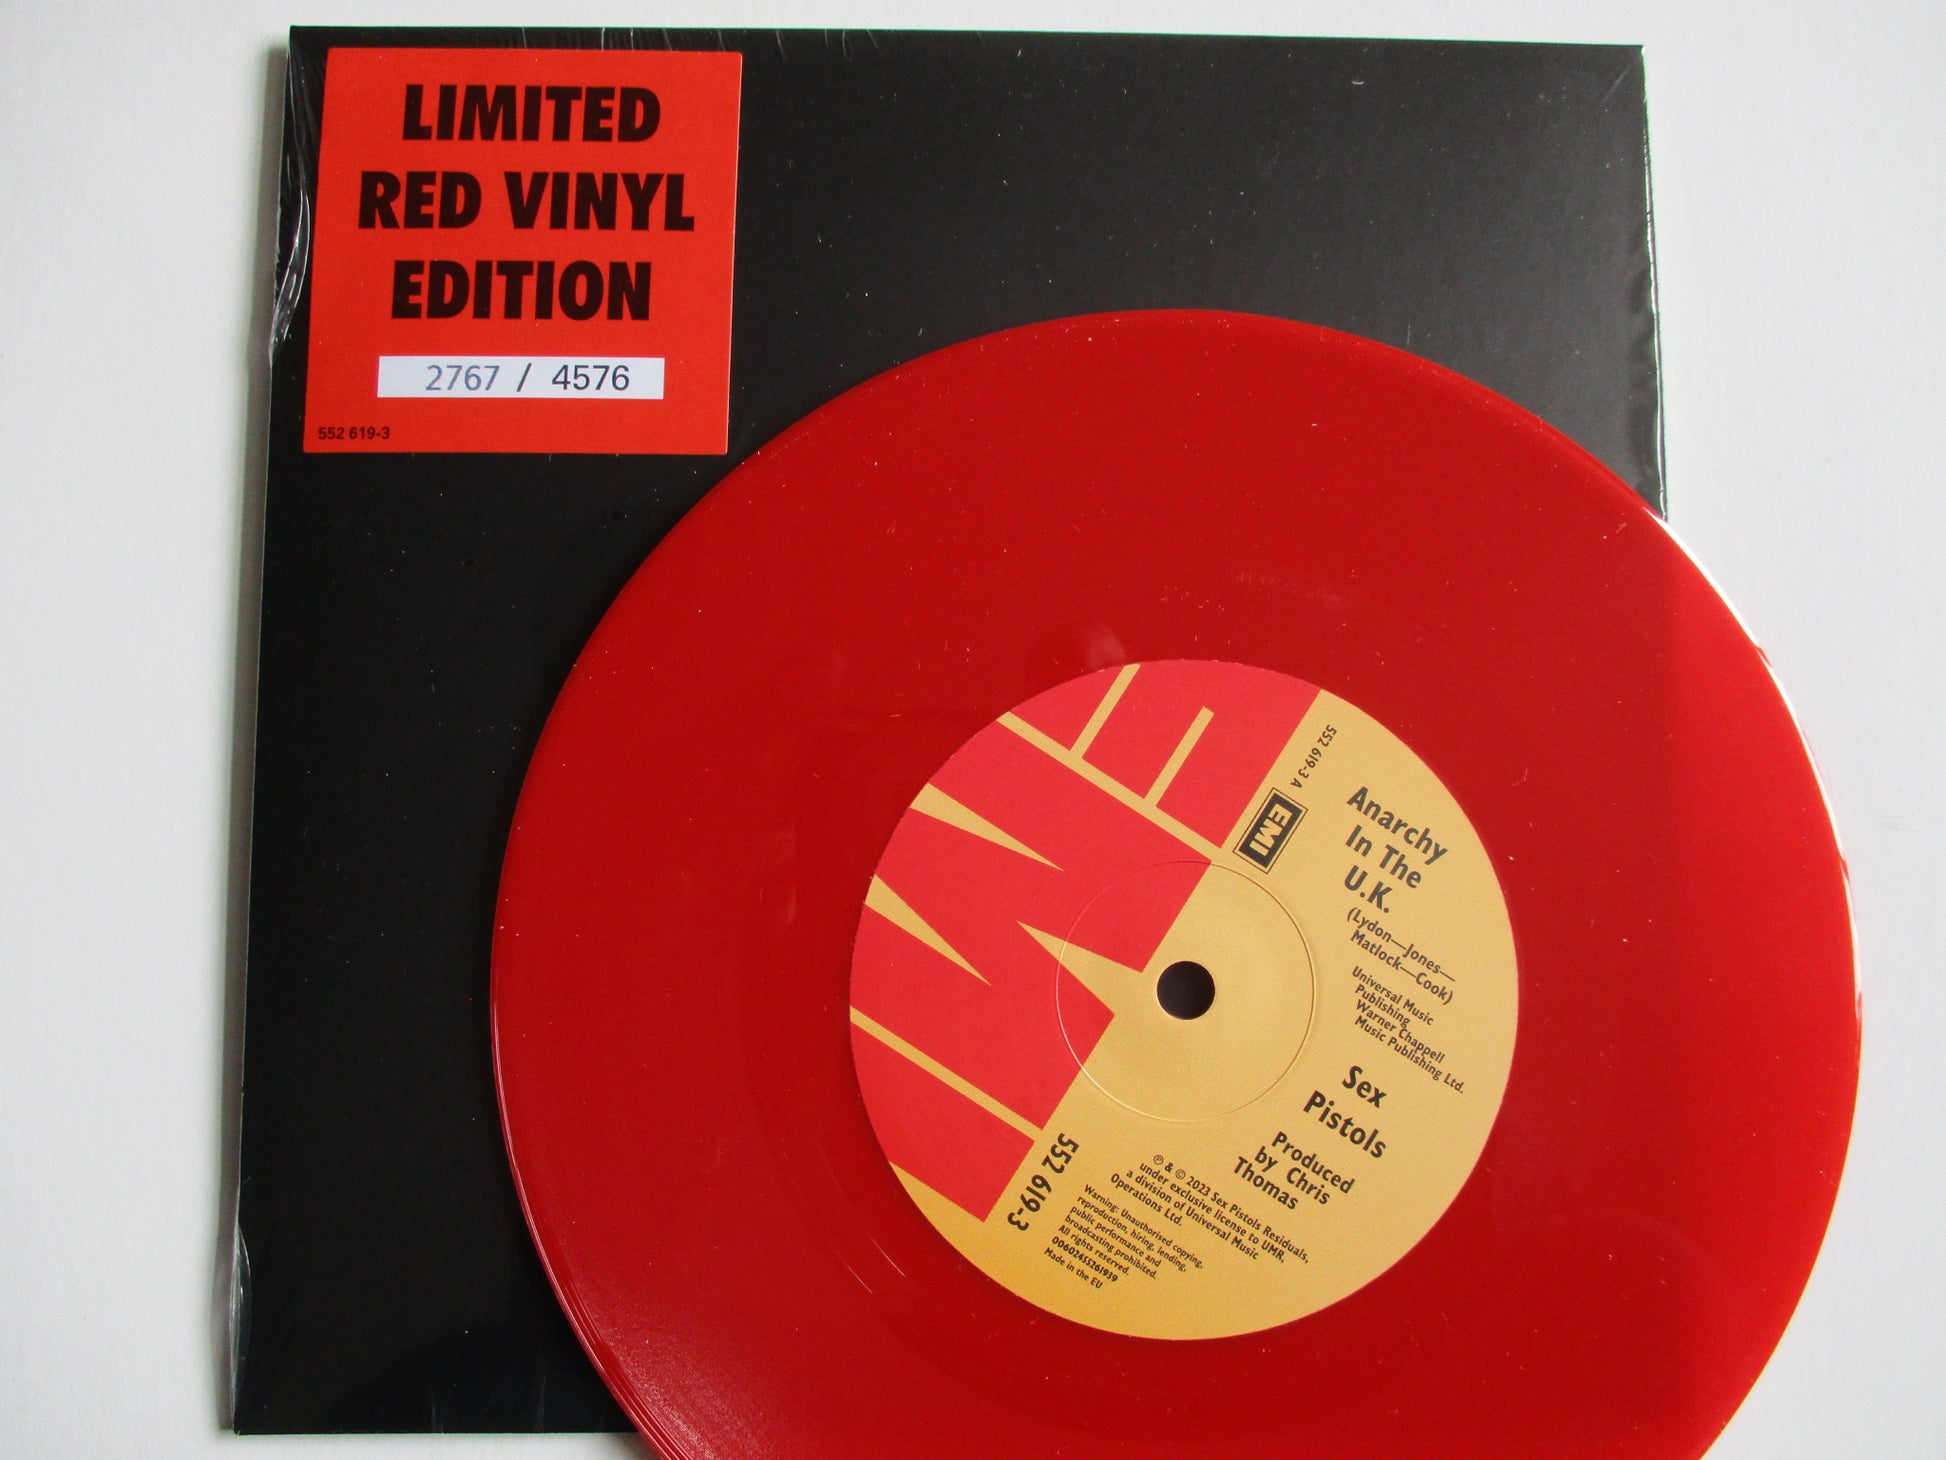 LIMITED
RED VINYL
EDITION
2767 / 4576
552 619-3
EMI
552 619-3 A
EMI
Anarchy
In The
U.K.
(Lydon—Jones—
Matlock—Cook)
Universal Music
Publishing
Warner Chappell
Music Publishing Ltd.
Sex
Pistols
Produced
by Chris
Thomas
℗ & © 2023 Sex Pistols Residuals,
under exclusive license to UMR,
a division of Universal Music
Operations Ltd.
Warning: Unauthorised copying,
reproduction, hiring, lending,
public performance and
broadcasting prohibited.
All rights reserved.
00602455261939
Made in the EU
552 619-3